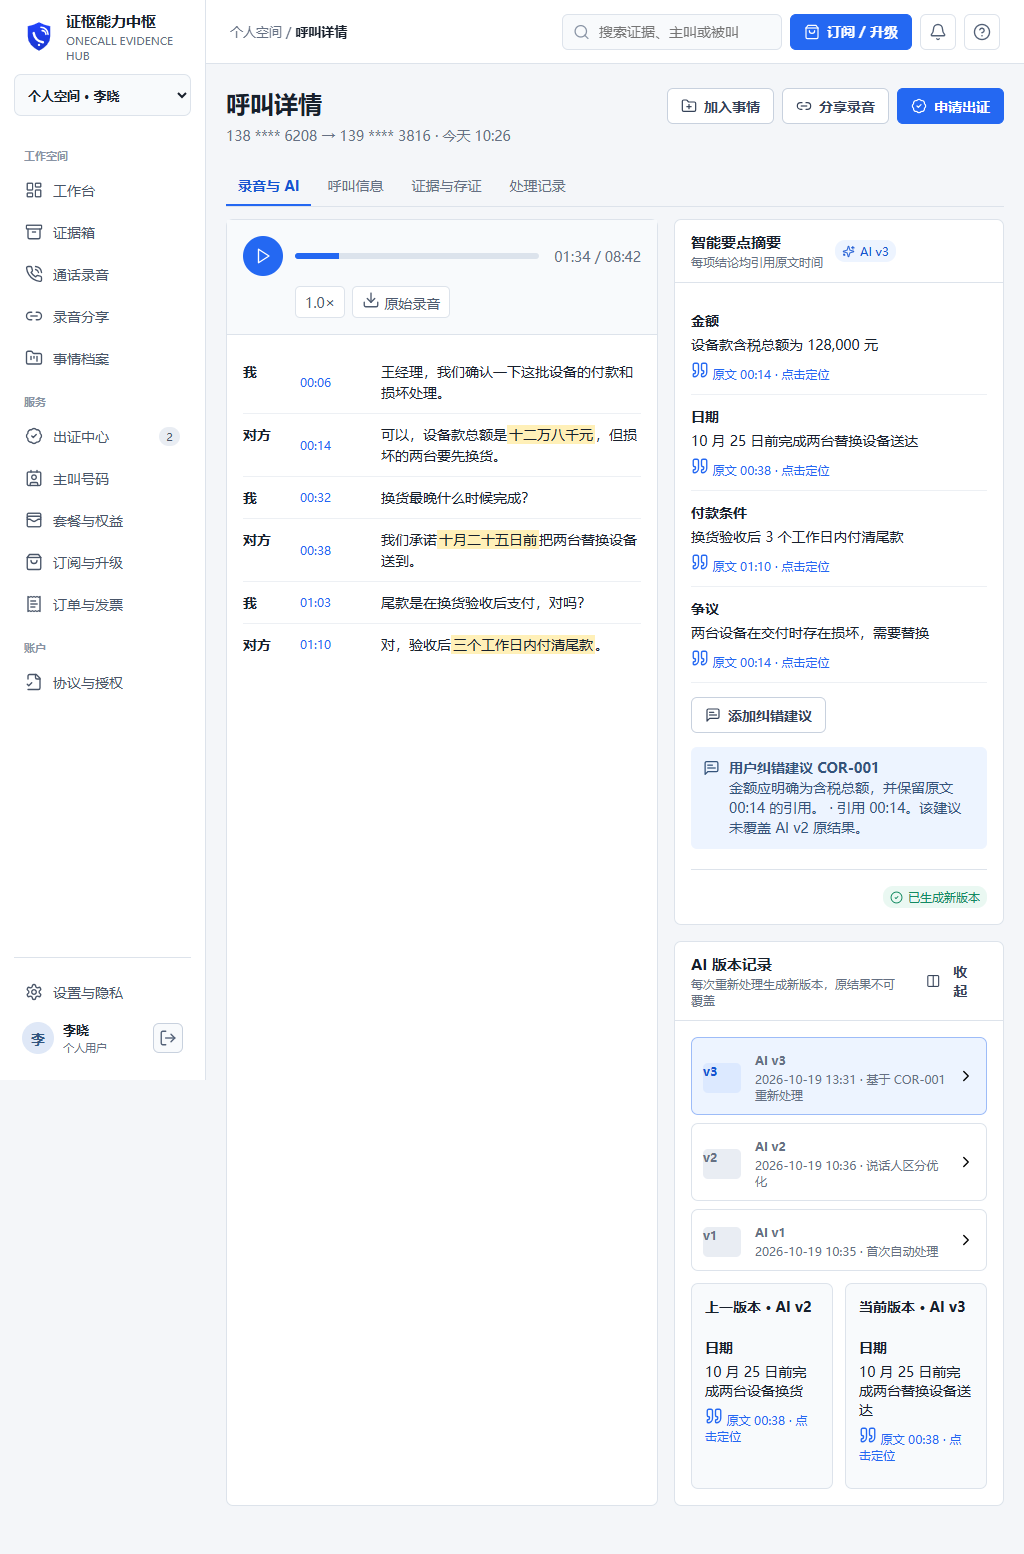 证枢能力中枢
ONECALL EVIDENCE
HUB
个人空间 • 李晓
工作空间
工作台
证据箱
通话录音
录音分享
事情档案
服务
出证中心
2
主叫号码
套餐与权益
订阅与升级
订单与发票
账户
协议与授权
设置与隐私
李
李晓
个人用户
个人空间 / 呼叫详情
搜索证据、主叫或被叫
订阅 / 升级
呼叫详情
138 **** 6208 → 139 **** 3816 · 今天 10:26
加入事情
分享录音
申请出证
录音与 AI
呼叫信息
证据与存证
处理记录
01:34 / 08:42
1.0×
原始录音
我
00:06
王经理，我们确认一下这批设备的付款和
损坏处理。
对方
00:14
可以，设备款总额是十二万八千元，但损
坏的两台要先换货。
我
00:32
换货最晚什么时候完成？
对方
00:38
我们承诺十月二十五日前把两台替换设备
送到。
我
01:03
尾款是在换货验收后支付，对吗？
对方
01:10
对，验收后三个工作日内付清尾款。
智能要点摘要
每项结论均引用原文时间
AI v3
金额
设备款含税总额为 128,000 元
原文 00:14 · 点击定位
日期
10 月 25 日前完成两台替换设备送达
原文 00:38 · 点击定位
付款条件
换货验收后 3 个工作日内付清尾款
原文 01:10 · 点击定位
争议
两台设备在交付时存在损坏，需要替换
原文 00:14 · 点击定位
添加纠错建议
用户纠错建议 COR-001
金额应明确为含税总额，并保留原文
00:14 的引用。 · 引用 00:14。该建议
未覆盖 AI v2 原结果。
已生成新版本
AI 版本记录
每次重新处理生成新版本，原结果不可
覆盖
收
起
v3
AI v3
2026-10-19 13:31 · 基于 COR-001
重新处理
v2
AI v2
2026-10-19 10:36 · 说话人区分优
化
v1
AI v1
2026-10-19 10:35 · 首次自动处理
上一版本 • AI v2
日期
10 月 25 日前完
成两台设备换货
原文 00:38 · 点
击定位
当前版本 • AI v3
日期
10 月 25 日前完
成两台替换设备送
达
原文 00:38 · 点
击定位